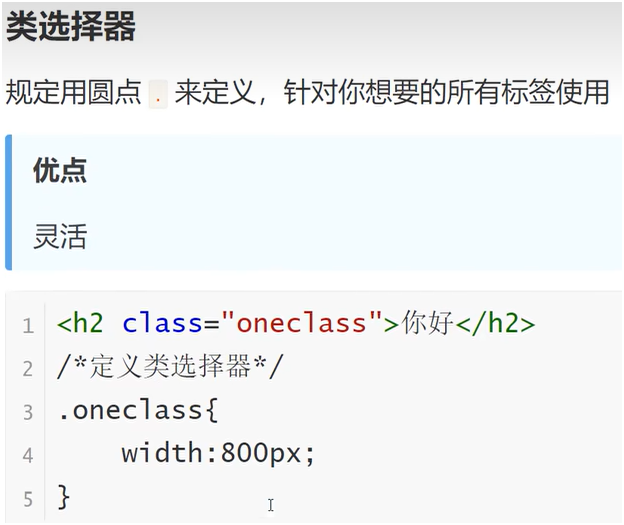 类选择器
规定用圆点 . 来定义，针对你想要的所有标签使用
优点
灵活
1 <h2 class="oneclass">你好</h2>
2 /*定义类选择器*/
3 .oneclass{
4     width:800px;
5 }